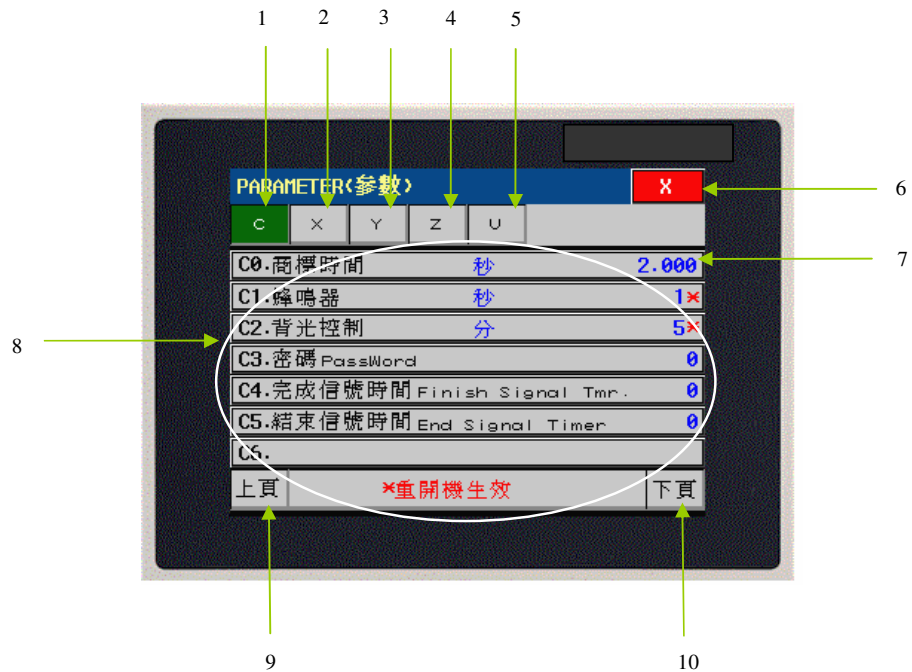 1 2 3 4 5
PARAMETER(參數) X
6
C X Y Z U
C0.商標時間 秒 2.000
7
C1.蜂鳴器 秒 1*
C2.背光控制 分 5*
8
C3.密碼 PassWord 0
C4.完成信號時間 Finish Signal Tmr. 0
C5.結束信號時間 End Signal Timer 0
C6.
上頁 *重開機生效 下頁
9 10